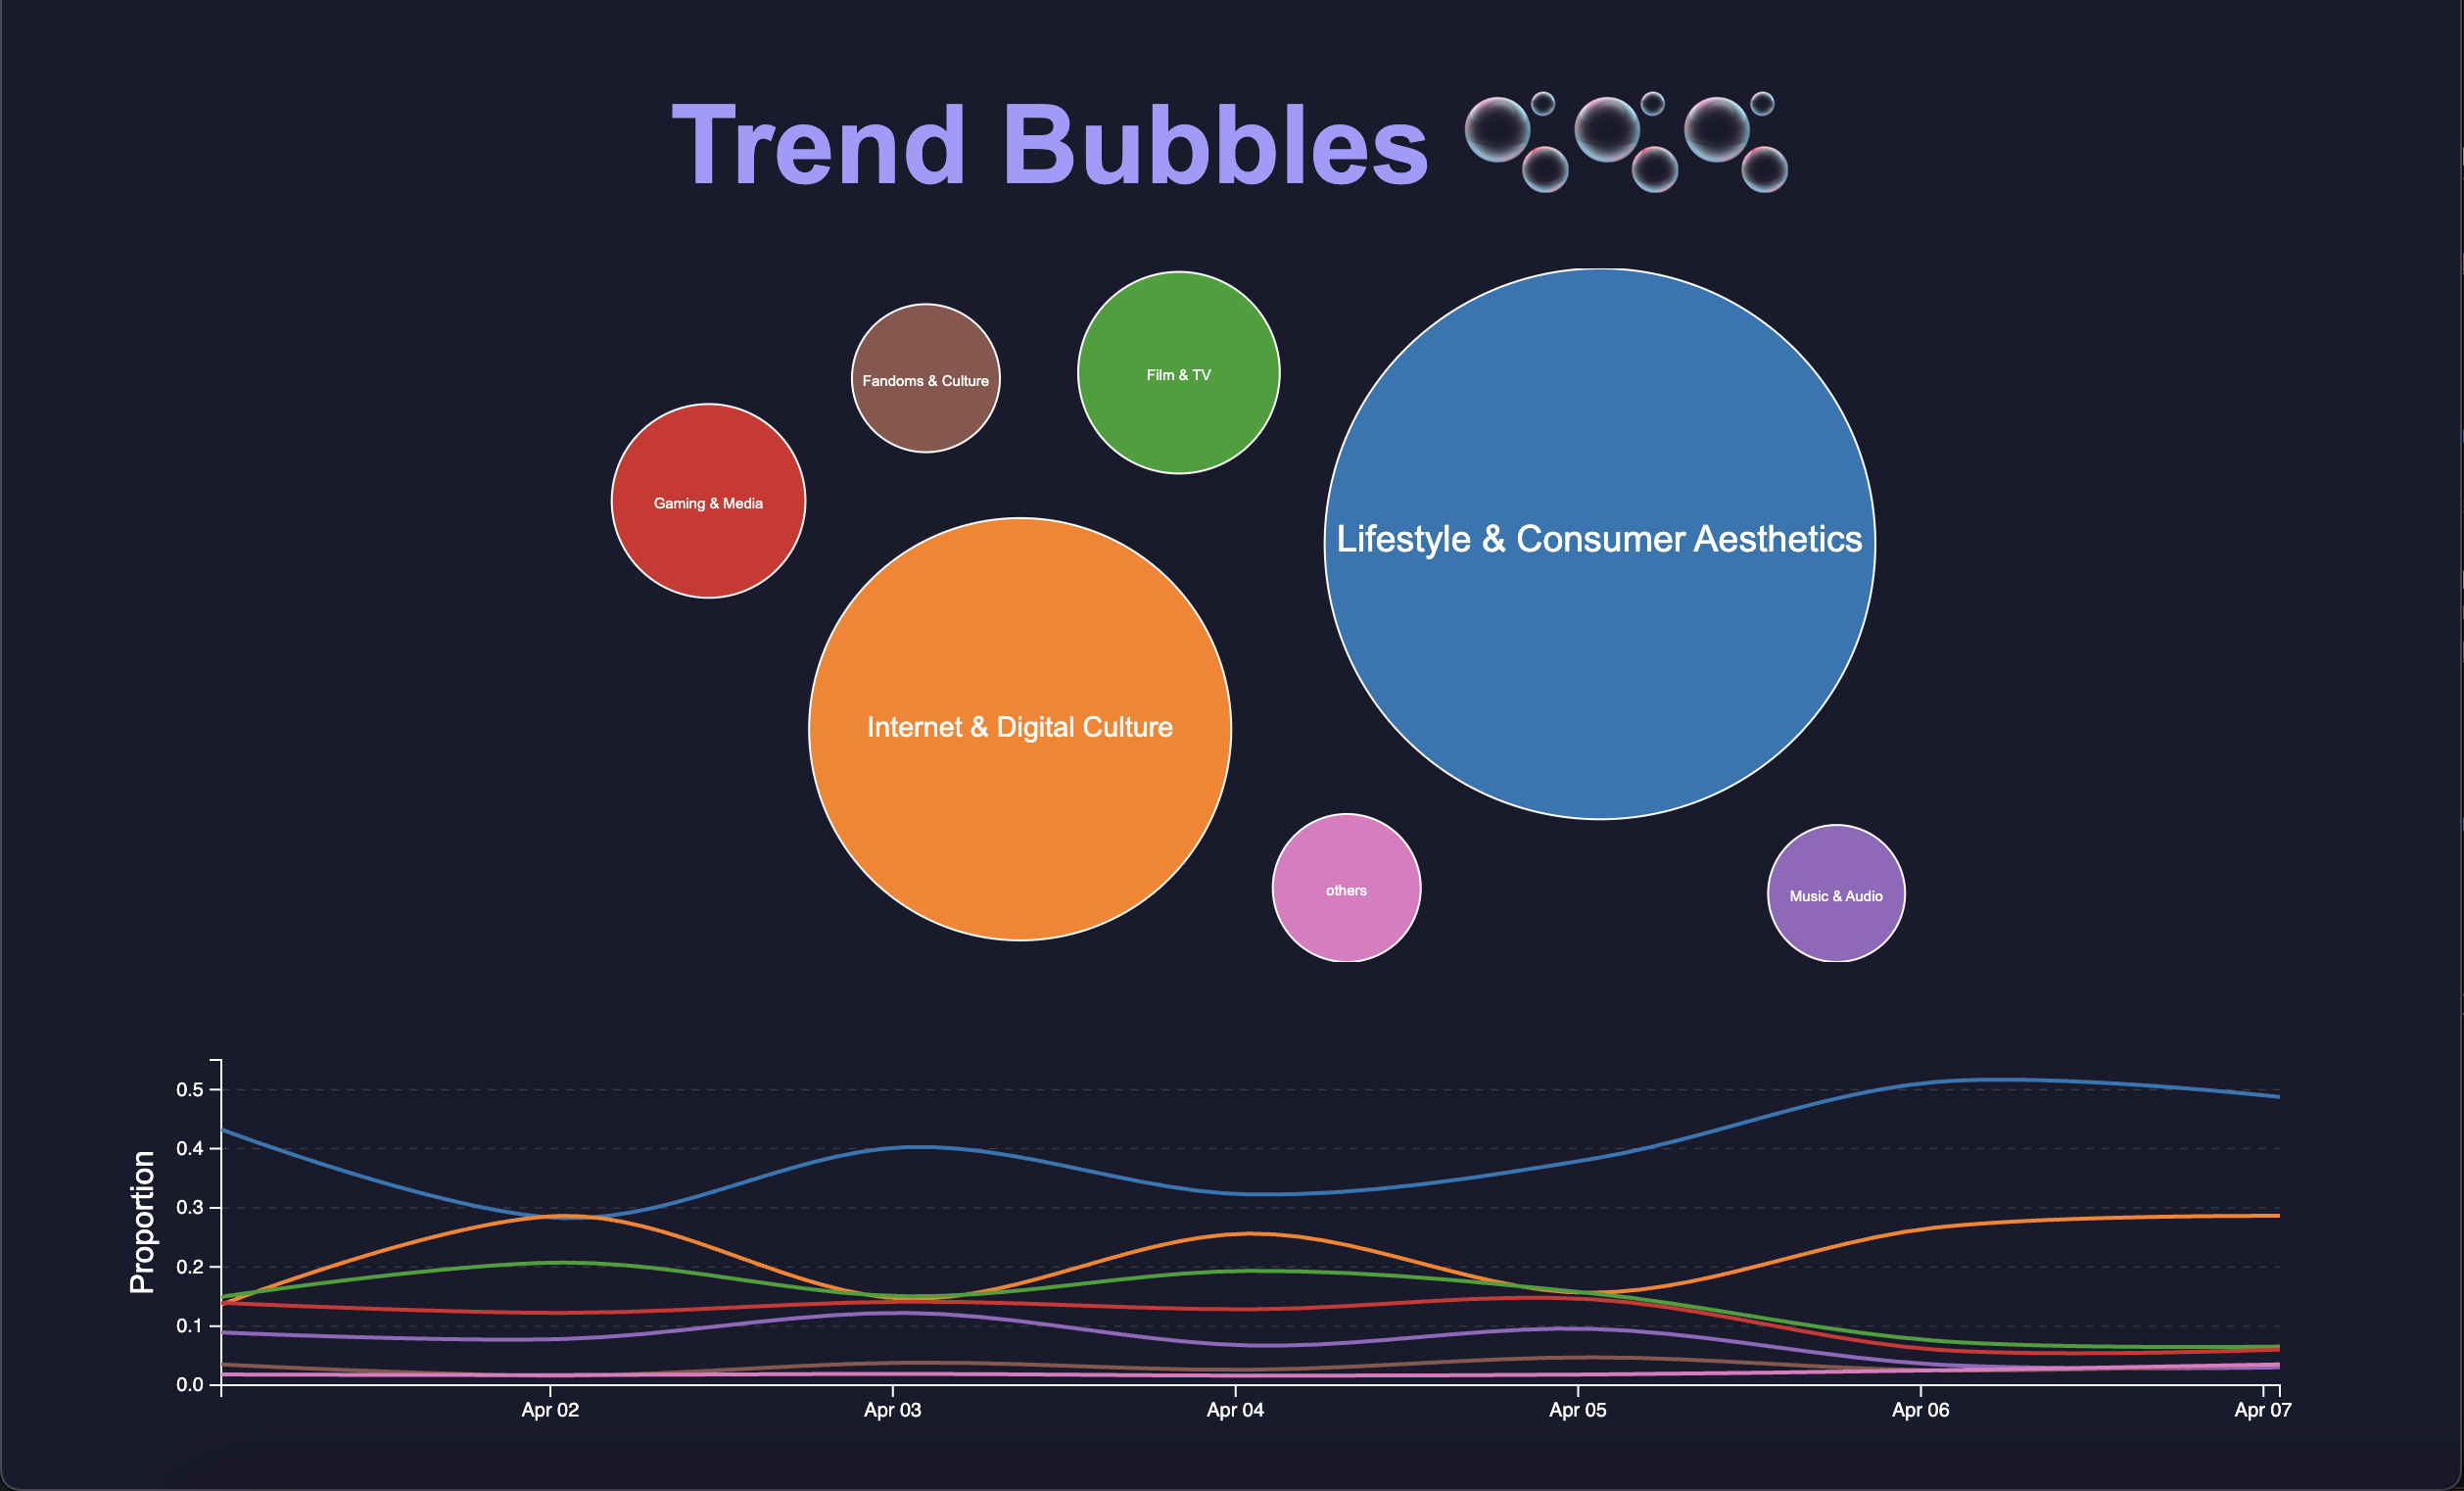 Trend Bubbles
Fandoms & Culture
Film & TV
Gaming & Media
Lifestyle & Consumer Aesthetics
Internet & Digital Culture
others
Music & Audio
Proportion
0.5
0.4
0.3
0.2
0.1
0.0
Apr 02
Apr 03
Apr 04
Apr 05
Apr 06
Apr 07